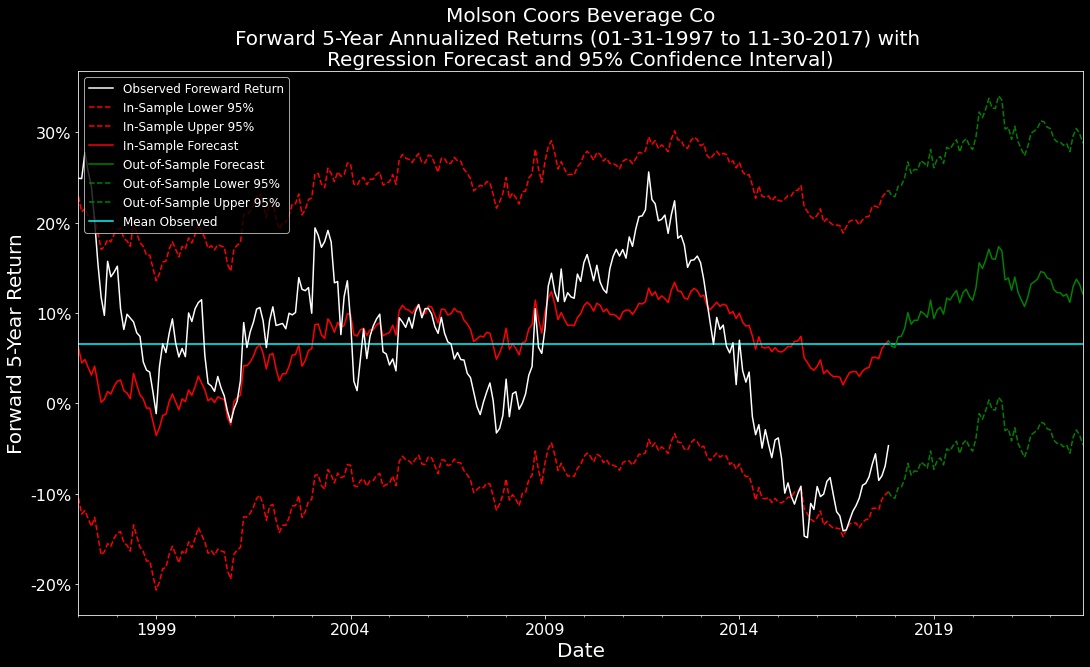 Molson Coors Beverage Co
Forward 5-Year Annualized Returns (01-31-1997 to 11-30-2017) with
Regression Forecast and 95% Confidence Interval)
Observed Foreward Return
In-Sample Lower 95%
In-Sample Upper 95%
In-Sample Forecast
Out-of-Sample Forecast
Out-of-Sample Lower 95%
Out-of-Sample Upper 95%
Mean Observed
Forward 5-Year Return
30%
20%
10%
0%
-10%
-20%
1999
2004
2009
2014
2019
Date